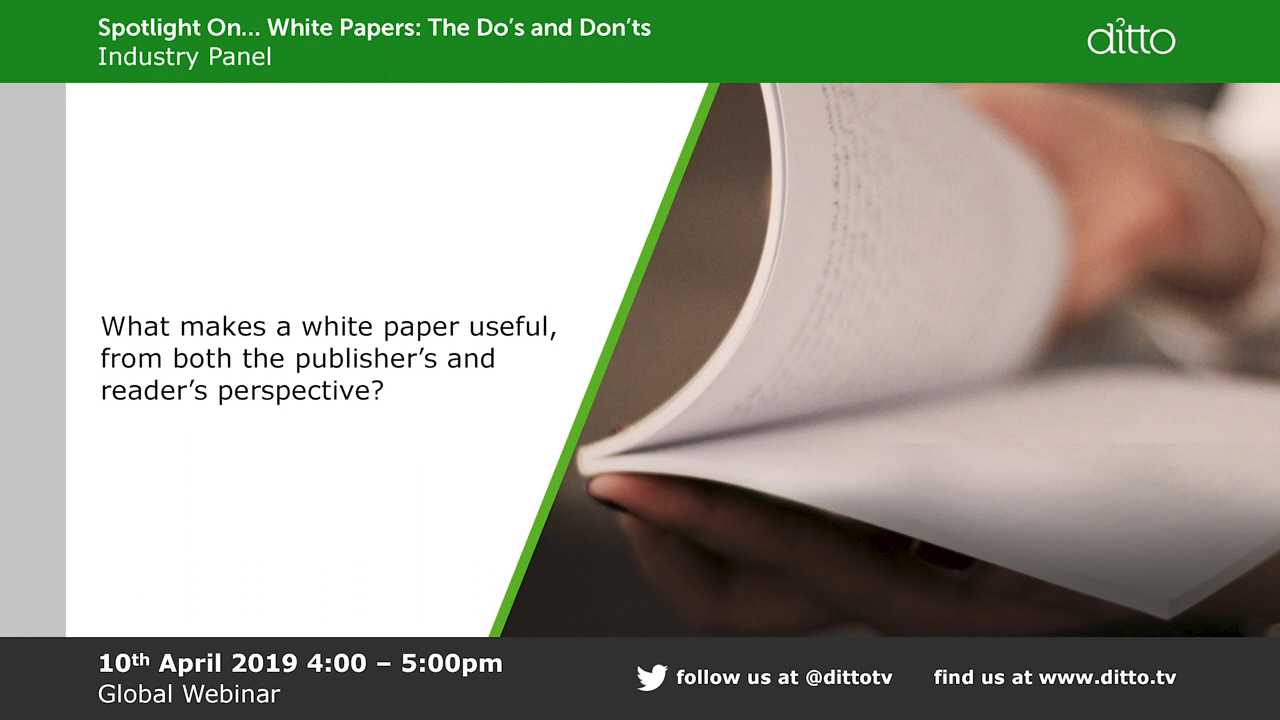 Spotlight On... White Papers: The Do’s and Don’ts
Industry Panel
ditto
What makes a white paper useful,
from both the publisher’s and
reader’s perspective?
10th April 2019 4:00 – 5:00pm
Global Webinar
follow us at @dittotv
find us at www.ditto.tv